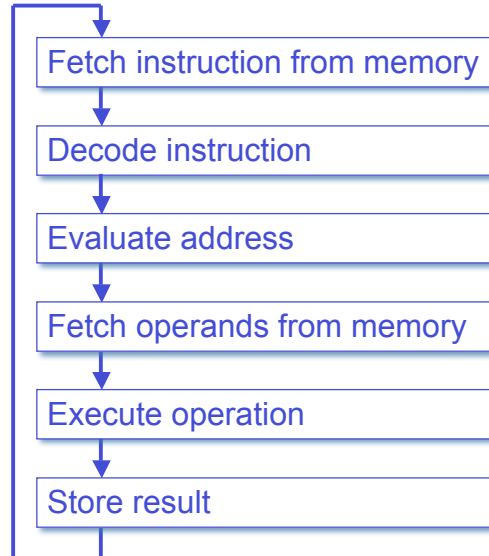 Fetch instruction from memory
Decode instruction
Evaluate address
Fetch operands from memory
Execute operation
Store result